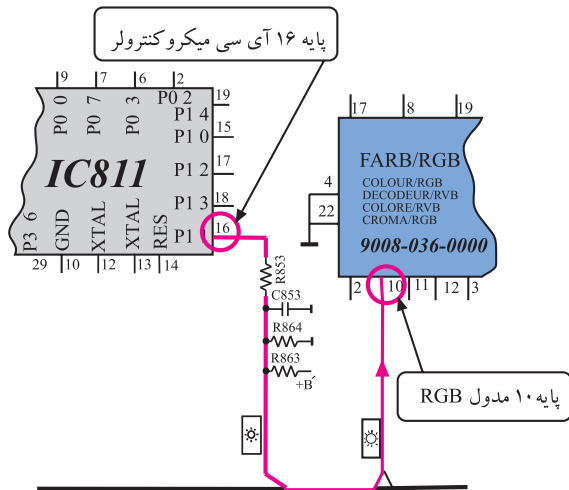 پایه ۱۶ آی سی میکروکنترلر
9 7 6 2
P0 0 P0 7 P0 3 P0 2
19
P1 4
15
P1 0
17
P1 2
18
P1 3
16
P1 1
IC811
P3 6 GND XTAL XTAL RES
29 10 12 13 14
R853
C853
R864
R863
+B′
17 8 19
4
22
FARB/RGB
COLOUR/RGB
DECODEUR/RVB
COLORE/VB
CROMA/RGB
9008-036-0000
2 10 11 12 3
پایه ۱۰ مدول RGB